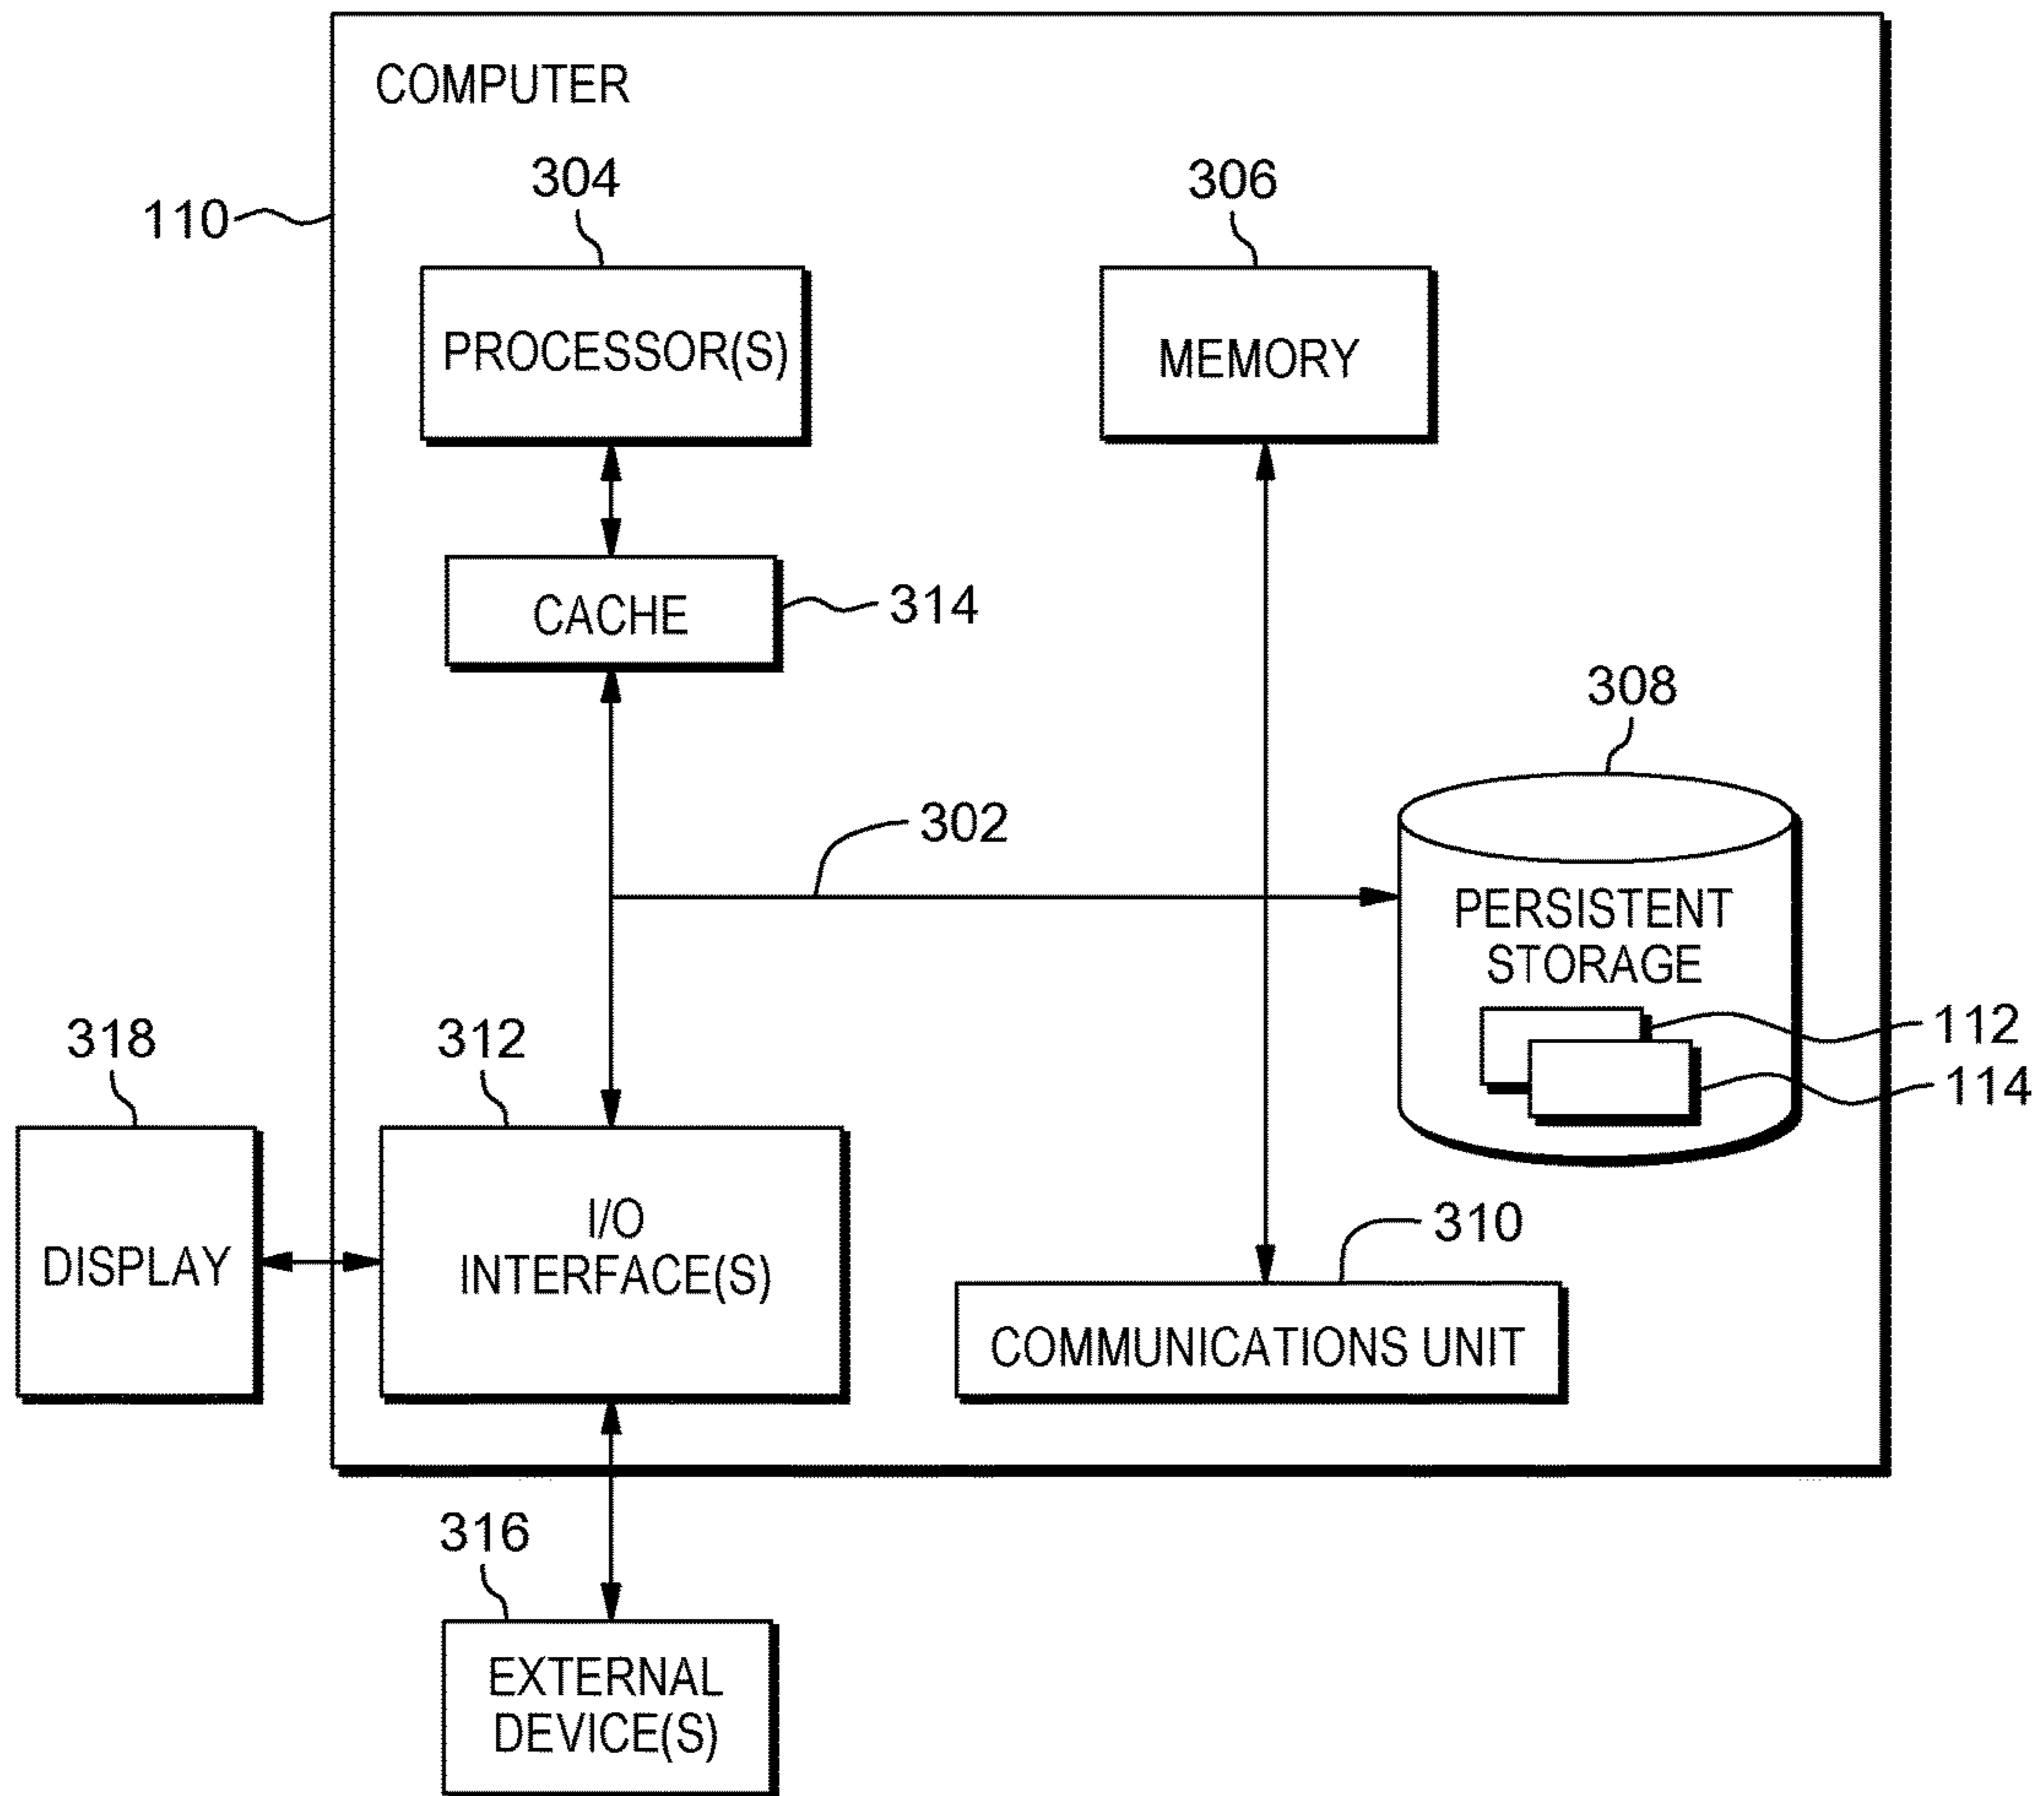 COMPUTER
304
306
110
PROCESSOR(S)
MEMORY
CACHE
314
308
302
PERSISTENT
STORAGE
112
114
318
312
DISPLAY
I/O
INTERFACE(S)
310
COMMUNICATIONS UNIT
316
EXTERNAL
DEVICE(S)